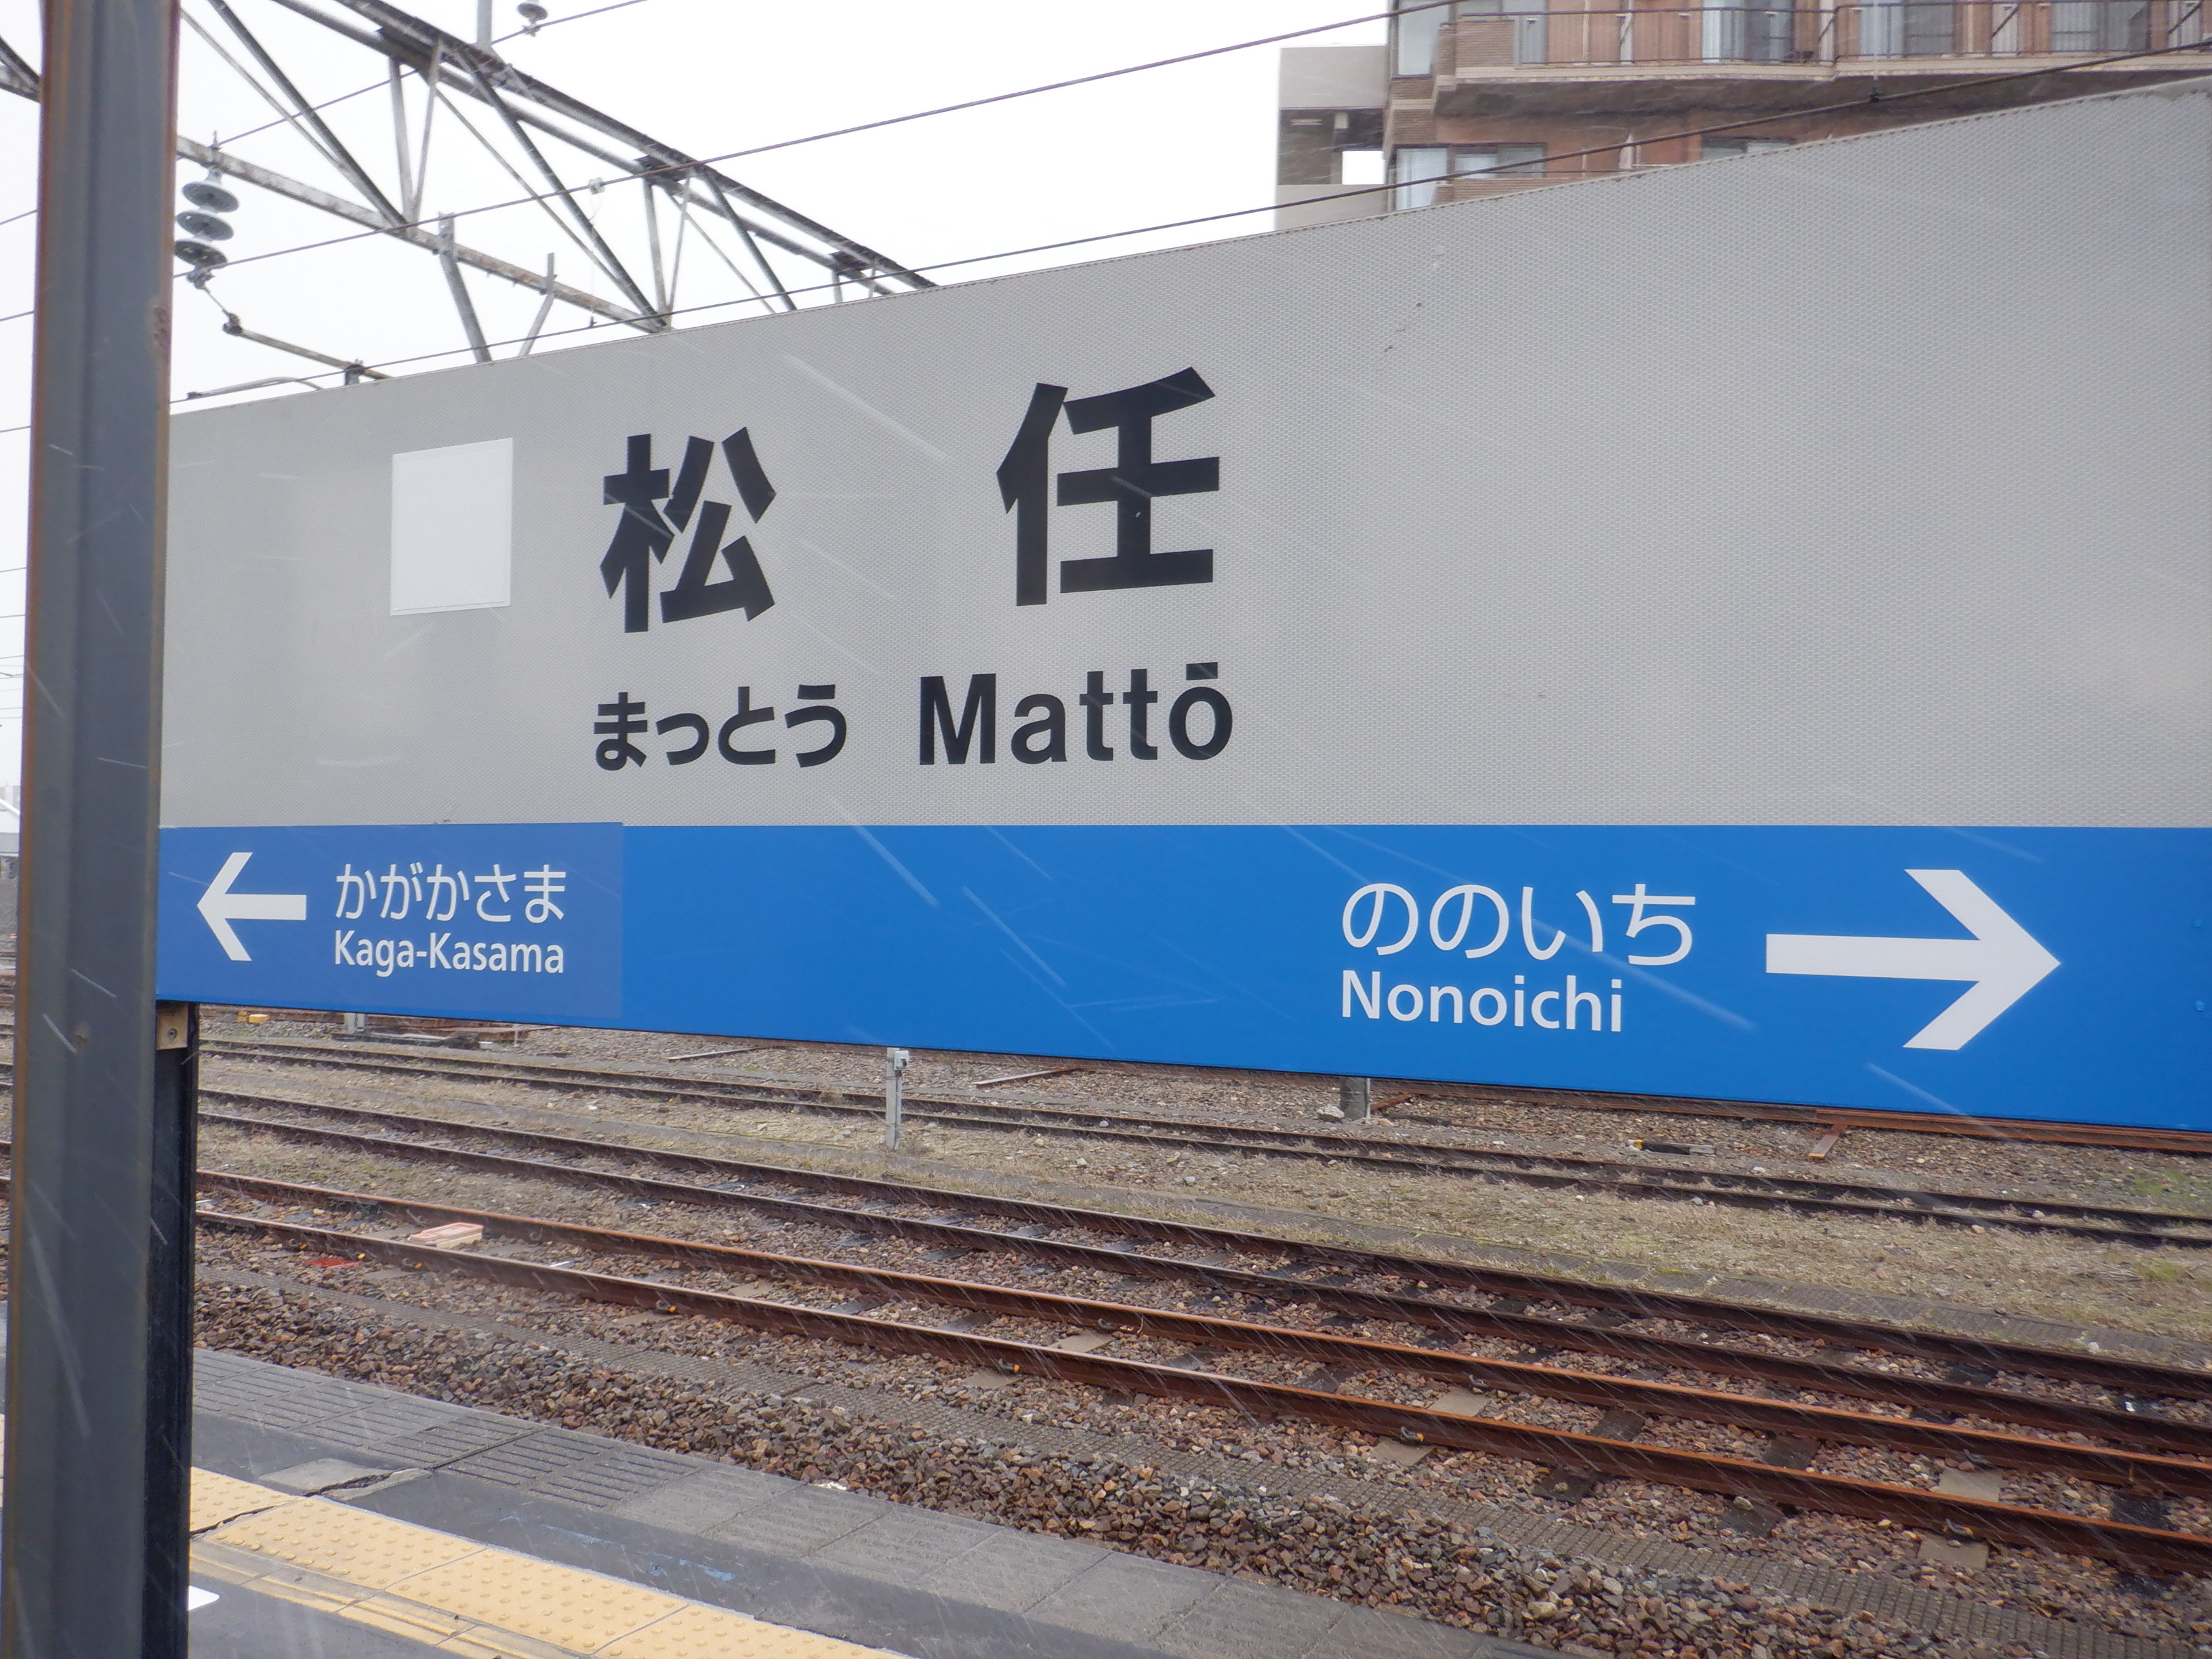 松任
まっとう Mattō
かがかさま
Kaga-Kasama
ののいち
Nonoichi